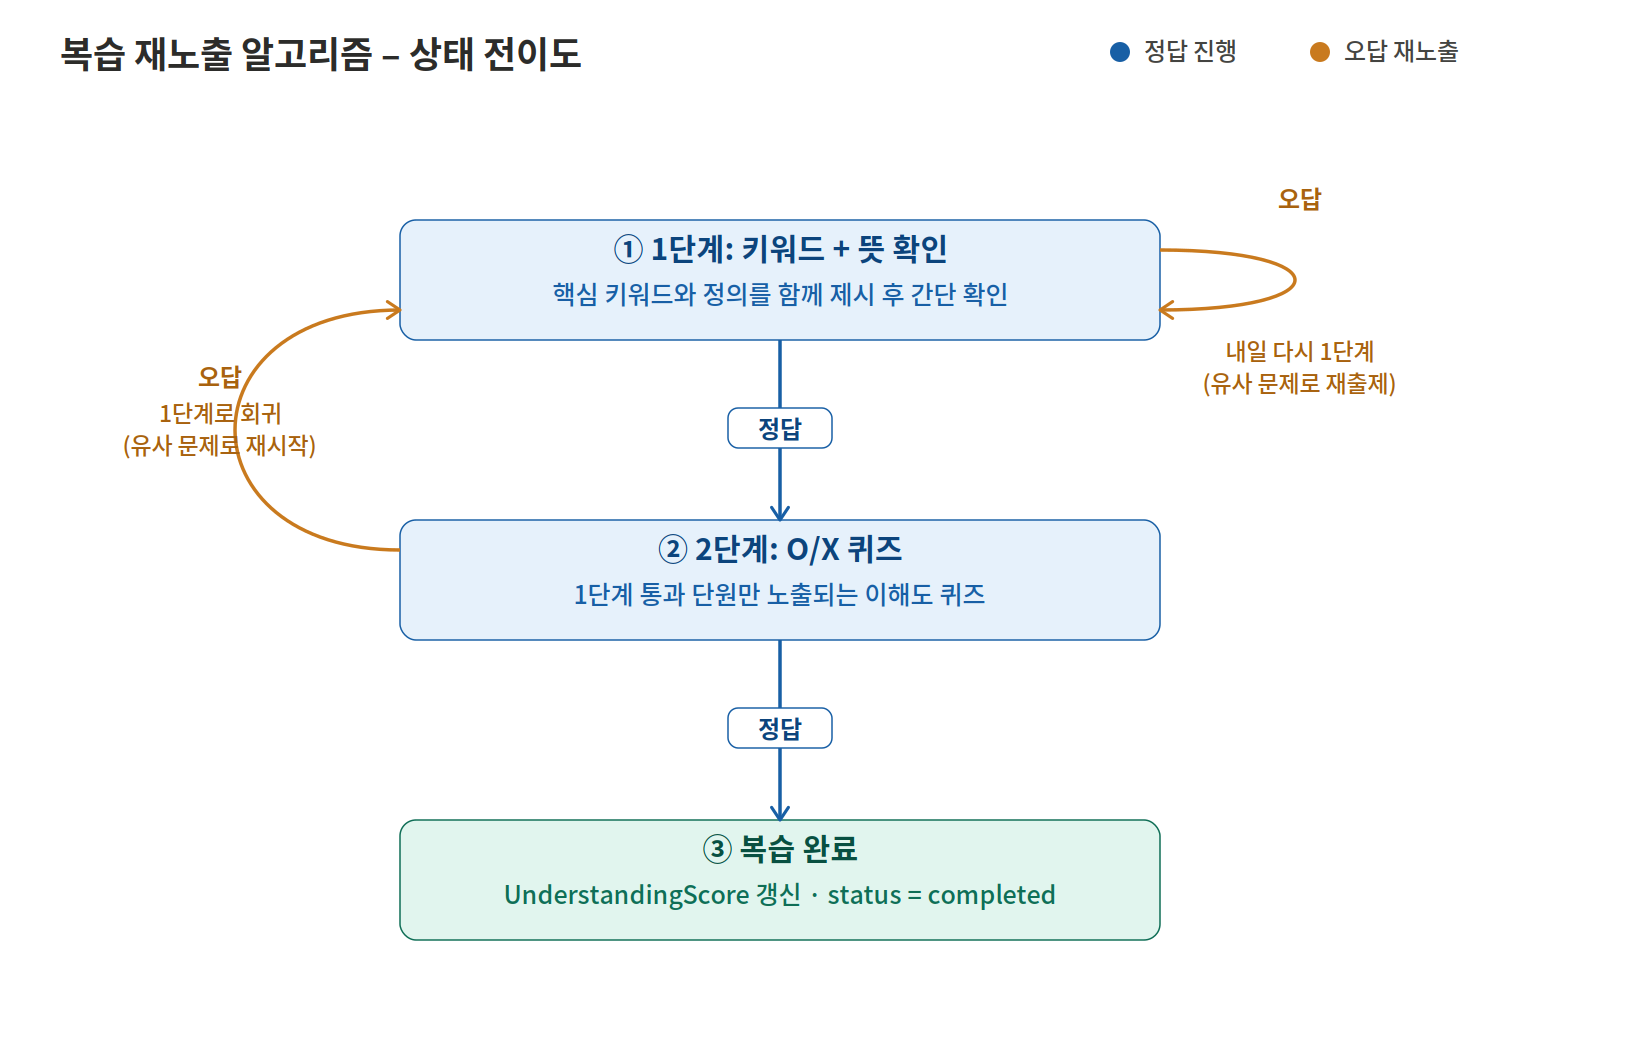 복습 재노출 알고리즘 – 상태 전이도
정답 진행
오답 재노출
오답
① 1단계: 키워드 + 뜻 확인
핵심 키워드와 정의를 함께 제시 후 간단 확인
내일 다시 1단계
(유사 문제로 재출제)
오답
1단계로 회귀
(유사 문제로 재시작)
정답
② 2단계: O/X 퀴즈
1단계 통과 단원만 노출되는 이해도 퀴즈
정답
③ 복습 완료
UnderstandingScore 갱신 · status = completed